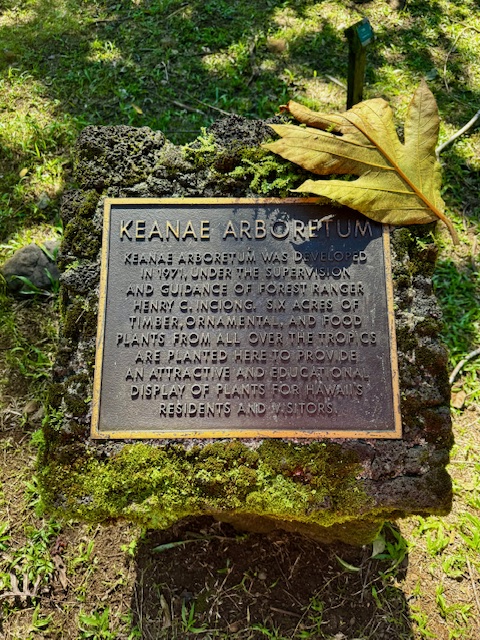 KEANAE ARBORETUM
KEANAE ARBORETUM WAS DEVELOPED
IN 1971, UNDER THE SUPERVISION
AND GUIDANCE OF FOREST RANGER
HENRY C. INCIONG. SIX ACRES OF
TIMBER, ORNAMENTAL, AND FOOD
PLANTS FROM ALL OVER THE TROPICS
ARE PLANTED HERE TO PROVIDE
AN ATTRACTIVE AND EDUCATIONAL
DISPLAY OF PLANTS FOR HAWAII'S
RESIDENTS AND VISITORS.